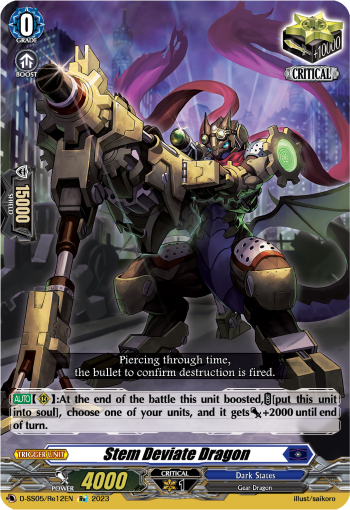 0
GRADE
+10000
BOOST
CRITICAL
15000
SHIELD
Piercing through time,
the bullet to confirm destruction is fired.
AUTO【 】:At the end of the battle this unit boosted, [put this unit
into soul], choose one of your units, and it gets +2000 until end
of turn.
TRIGGER UNIT
Stem Deviate Dragon
POWER
4000
CRITICAL
1
Dark States
Gear Dragon
D-SS05/Re12EN
2023
illust/saikoro